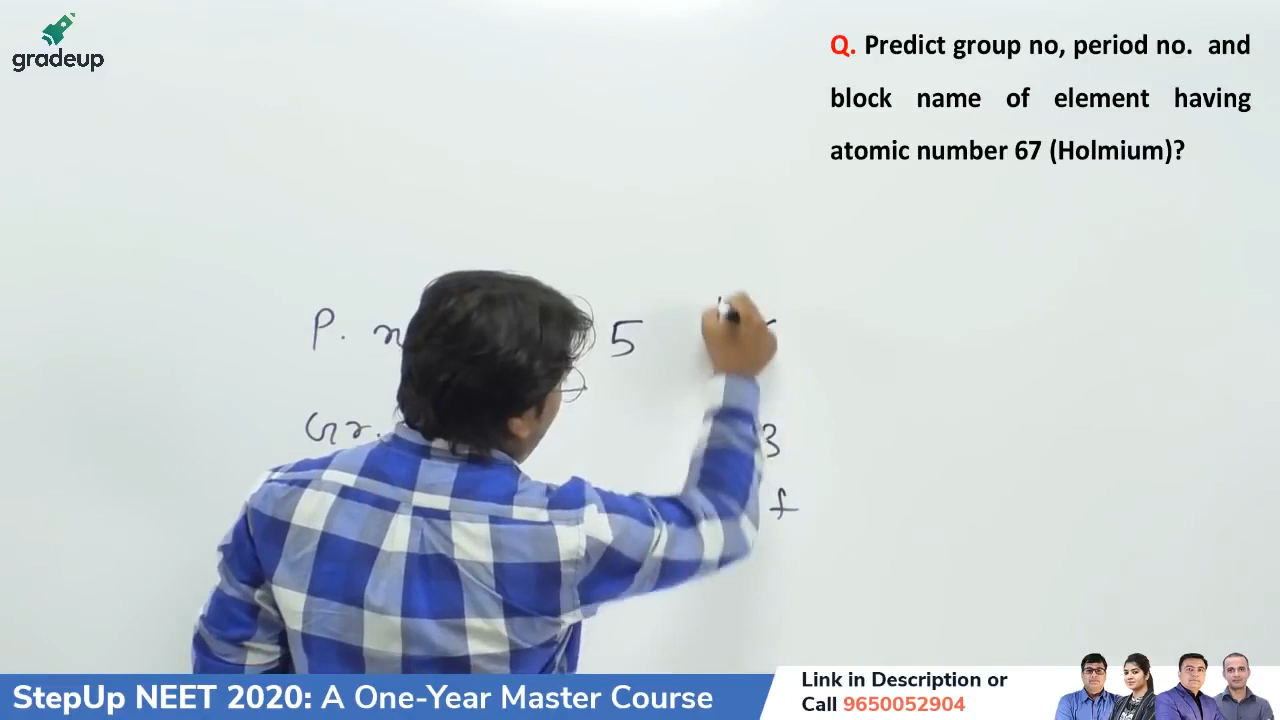 gradeup
Q. Predict group no, period no. and
block name of element having
atomic number 67 (Holmium)?
P. 5
Gr. 3
f
StepUp NEET 2020: A One-Year Master Course
Link in Description or
Call 9650052904